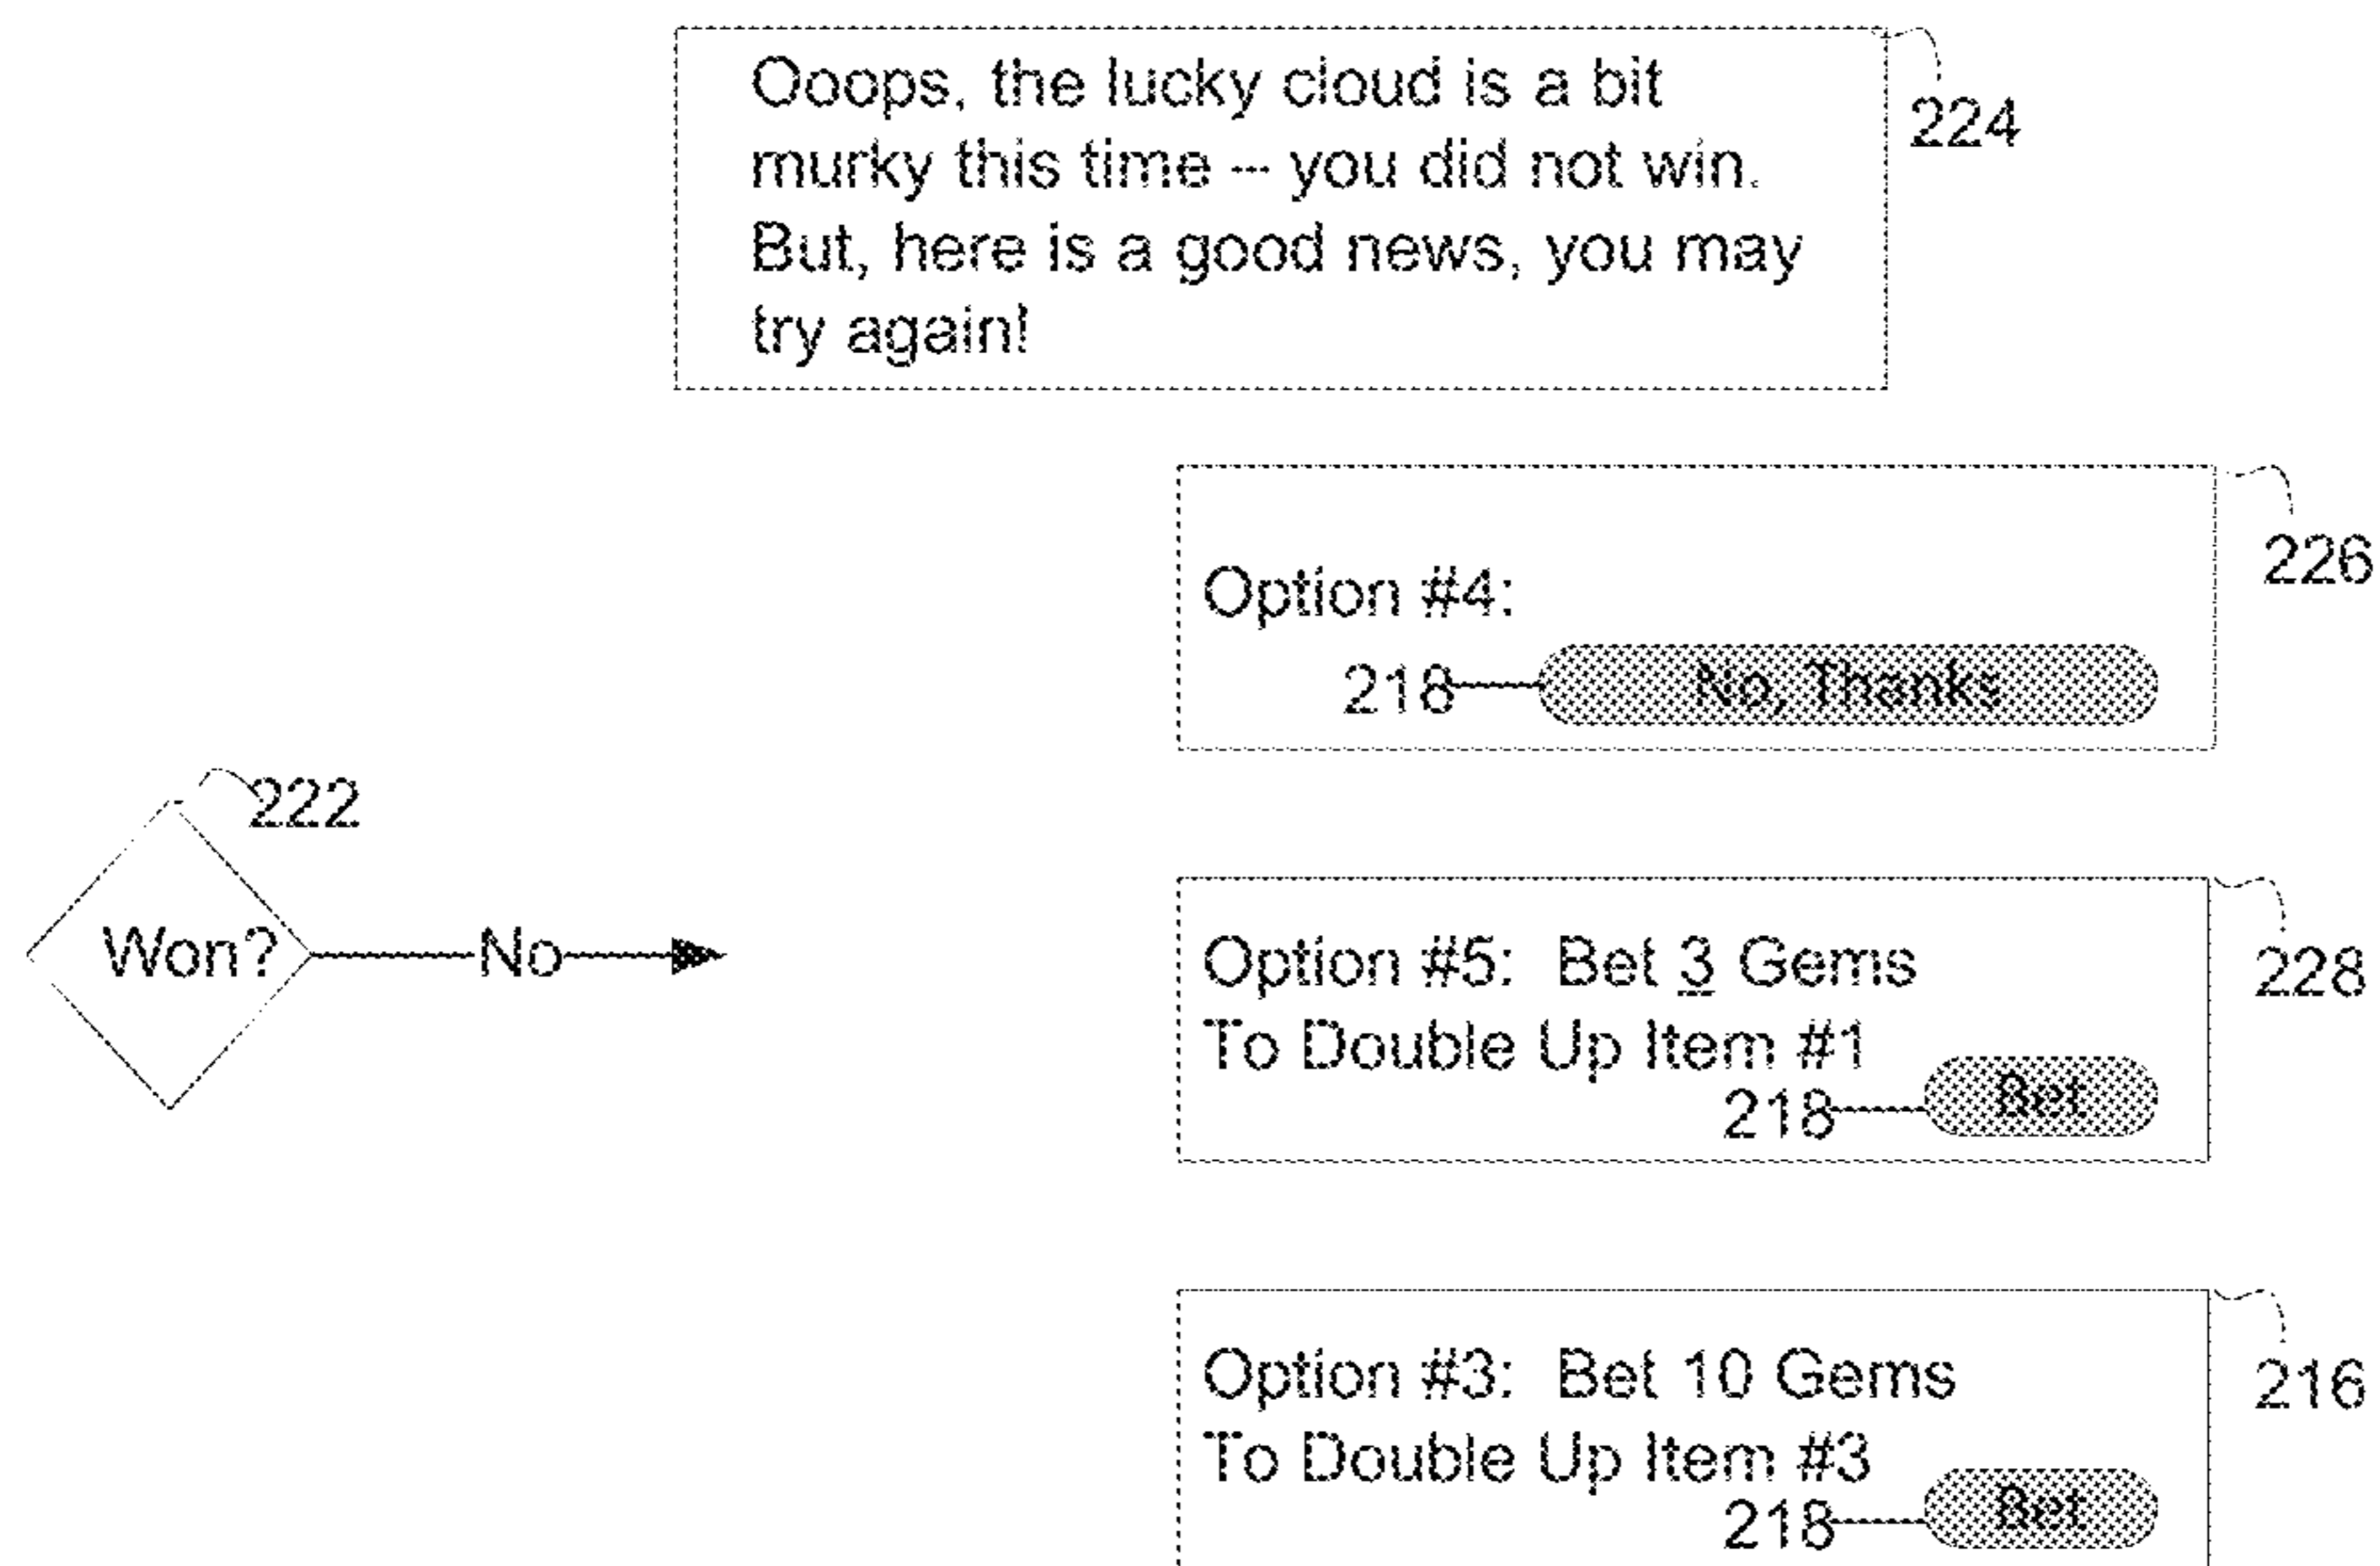 Ooops, the lucky cloud is a bit
224
murky this time -- you did not win.
But, here is a good news, you may
try again!
226
Option #4:
218 No, Thanks
222
Won? No
Option #5: Bet 3 Gems
228
To Double Up Item #1
218 Bet
Option #3: Bet 10 Gems
216
To Double Up Item #3
218 Bet